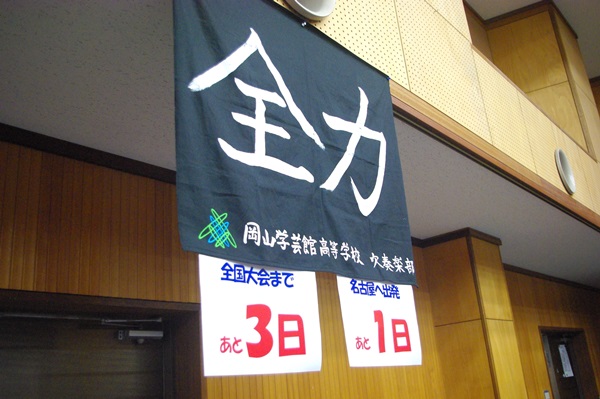 全力
岡山学芸館高等学校 吹奏楽部
全国大会まで
あと3日
名古屋へ出発
あと1日